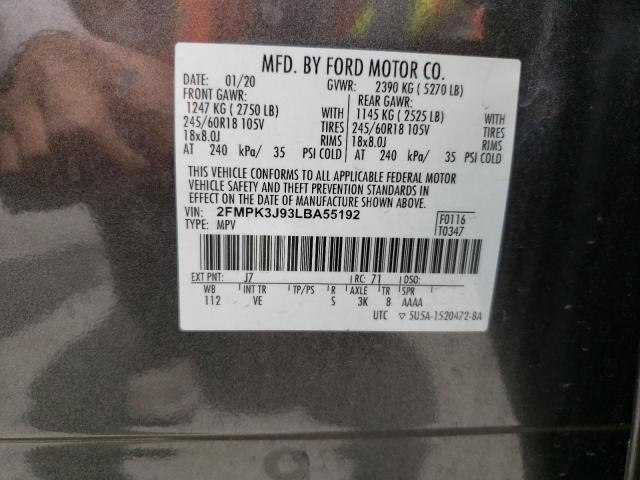 MFD. BY FORD MOTOR CO.
DATE: 01/20 GVWR: 2390 KG ( 5270 LB)
FRONT GAWR: REAR GAWR:
1247 KG ( 2750 LB) WITH 1145 KG ( 2525 LB) WITH
245/60R18 105V TIRES 245/60R18 105V TIRES
18x8.0J RIMS 18x8.0J RIMS
AT 240 kPa/ 35 PSI COLD AT 240 kPa/ 35 PSI COLD
THIS VEHICLE CONFORMS TO ALL APPLICABLE FEDERAL MOTOR
VEHICLE SAFETY AND THEFT PREVENTION STANDARDS IN
EFFECT ON THE DATE OF MANUFACTURE SHOWN ABOVE.
VIN: 2FMPK3J93LBA55192 F0116
TYPE: MPV T0347
EXT PNT: J7 RC: 71 DSO:
WB INT TR TP/PS R AXLE TR SPR
112 VE S 3K 8 AAAA
UTC ▽ 5U5A-1520472-BA